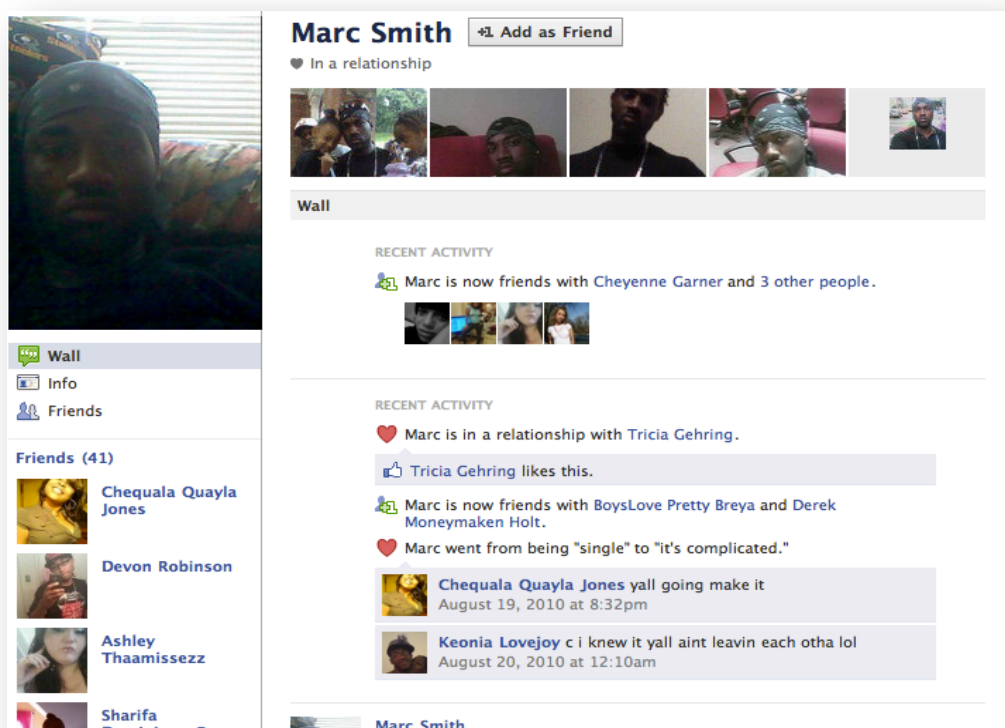 Steelers
Marc Smith
+1 Add as Friend
In a relationship
Wall
RECENT ACTIVITY
Marc is now friends with Cheyenne Garner and 3 other people.
Wall
Info
Friends
RECENT ACTIVITY
Marc is in a relationship with Tricia Gehring.
Tricia Gehring likes this.
Marc is now friends with BoysLove Pretty Breya and Derek
Moneymaken Holt.
Marc went from being "single" to "it's complicated."
Chequala Quayla Jones yall going make it
August 19, 2010 at 8:32pm
Keonia Lovejoy c i knew it yall aint leavin each otha lol
August 20, 2010 at 12:10am
Marc Smith
Friends (41)
Chequala Quayla
Jones
Devon Robinson
Ashley
Thaamissezz
Sharifa